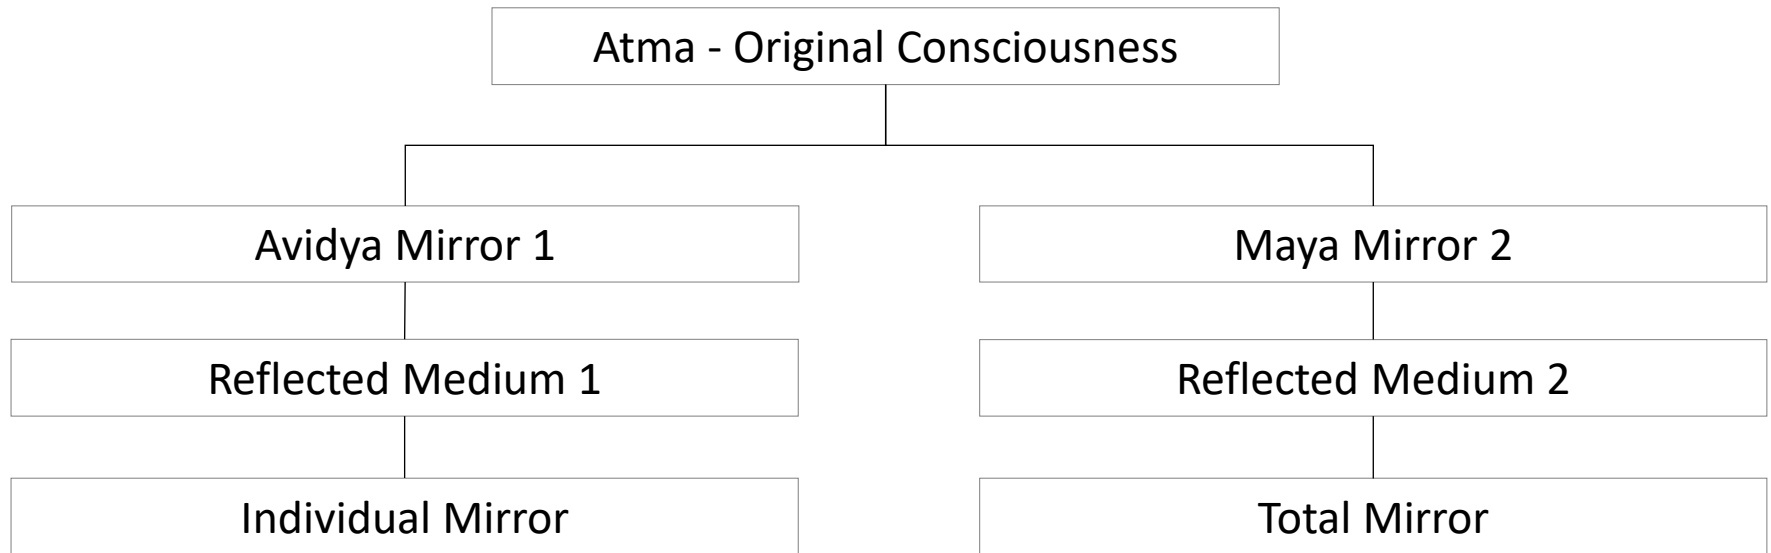 Atma - Original Consciousness
Avidya Mirror 1
Maya Mirror 2
Reflected Medium 1
Reflected Medium 2
Individual Mirror
Total Mirror